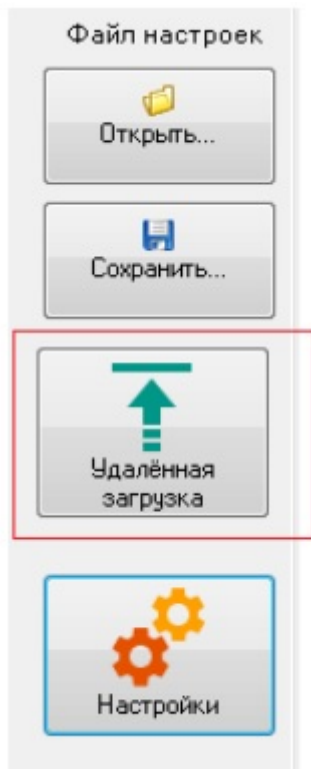 Файл настроек
Открыть...
Сохранить...
Удалённая
загрузка
Настройки